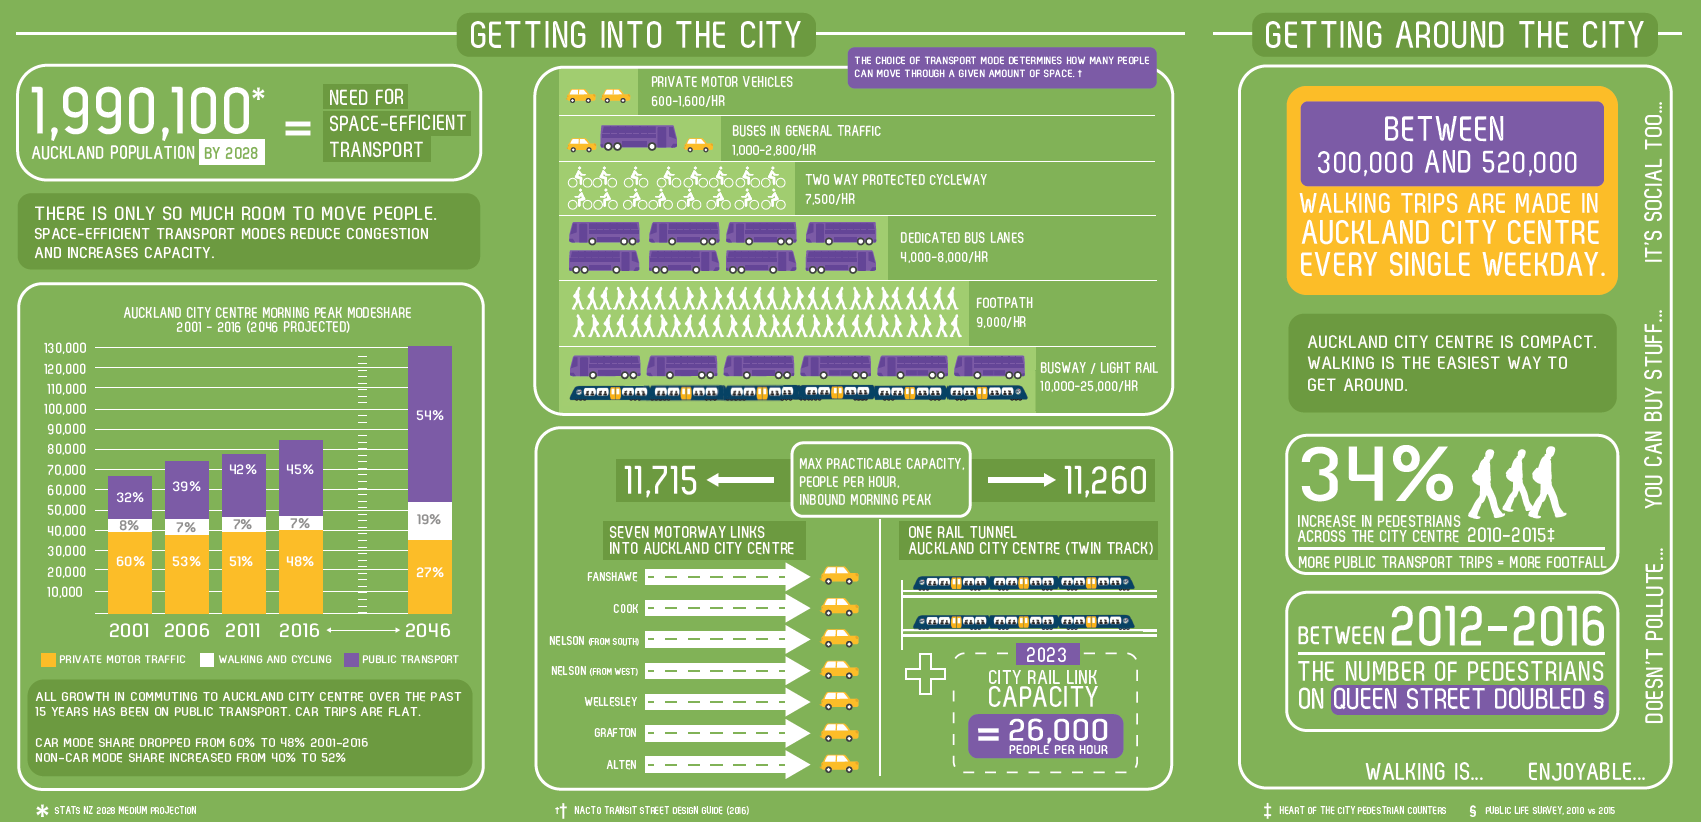 GETTING INTO THE CITY
1,990,100*
AUCKLAND POPULATION BY 2028
=
NEED FOR
SPACE-EFFICIENT
TRANSPORT
THERE IS ONLY SO MUCH ROOM TO MOVE PEOPLE.
SPACE-EFFICIENT TRANSPORT MODES REDUCE CONGESTION
AND INCREASES CAPACITY.
AUCKLAND CITY CENTRE MORNING PEAK MODESHARE
2001 - 2016 (2046 PROJECTED)
130,000
120,000
110,000
100,000
90,000
80,000
70,000
60,000
50,000
40,000
30,000
20,000
10,000
32%
8%
60%
39%
7%
53%
42%
7%
51%
45%
7%
48%
54%
19%
27%
2001 2006 2011 2016 2046
PRIVATE MOTOR TRAFFIC WALKING AND CYCLING PUBLIC TRANSPORT
ALL GROWTH IN COMMUTING TO AUCKLAND CITY CENTRE OVER THE PAST
15 YEARS HAS BEEN ON PUBLIC TRANSPORT. CAR TRIPS ARE FLAT.
CAR MODE SHARE DROPPED FROM 60% TO 48% 2001-2016
NON-CAR MODE SHARE INCREASED FROM 40% TO 52%
* STATS NZ 2028 MEDIUM PROJECTION
THE CHOICE OF TRANSPORT MODE DETERMINES HOW MANY PEOPLE
CAN MOVE THROUGH A GIVEN AMOUNT OF SPACE. †
PRIVATE MOTOR VEHICLES
600-1,600/HR
BUSES IN GENERAL TRAFFIC
1,000-2,800/HR
TWO WAY PROTECTED CYCLEWAY
7,500/HR
DEDICATED BUS LANES
4,000-8,000/HR
FOOTPATH
9,000/HR
BUSWAY / LIGHT RAIL
10,000-25,000/HR
11,715
MAX PRACTICABLE CAPACITY,
PEOPLE PER HOUR,
INBOUND MORNING PEAK
11,260
SEVEN MOTORWAY LINKS
INTO AUCKLAND CITY CENTRE
FANSHAWE
COOK
NELSON (FROM SOUTH)
NELSON (FROM WEST)
WELLESLEY
GRAFTON
ALTEN
ONE RAIL TUNNEL
AUCKLAND CITY CENTRE (TWIN TRACK)
2023
CITY RAIL LINK
CAPACITY
= 26,000
PEOPLE PER HOUR
†† NACTO TRANSIT STREET DESIGN GUIDE (2016)
GETTING AROUND THE CITY
BETWEEN
300,000 AND 520,000
WALKING TRIPS ARE MADE IN
AUCKLAND CITY CENTRE
EVERY SINGLE WEEKDAY.
AUCKLAND CITY CENTRE IS COMPACT.
WALKING IS THE EASIEST WAY TO
GET AROUND.
34%
INCREASE IN PEDESTRIANS
ACROSS THE CITY CENTRE 2010-2015‡
MORE PUBLIC TRANSPORT TRIPS = MORE FOOTFALL
BETWEEN 2012-2016
THE NUMBER OF PEDESTRIANS
ON QUEEN STREET DOUBLED §
WALKING IS... ENJOYABLE...
DOESN'T POLLUTE... YOU CAN BUY STUFF... IT'S SOCIAL TOO...
‡ HEART OF THE CITY PEDESTRIAN COUNTERS § PUBLIC LIFE SURVEY, 2010 vs 2015